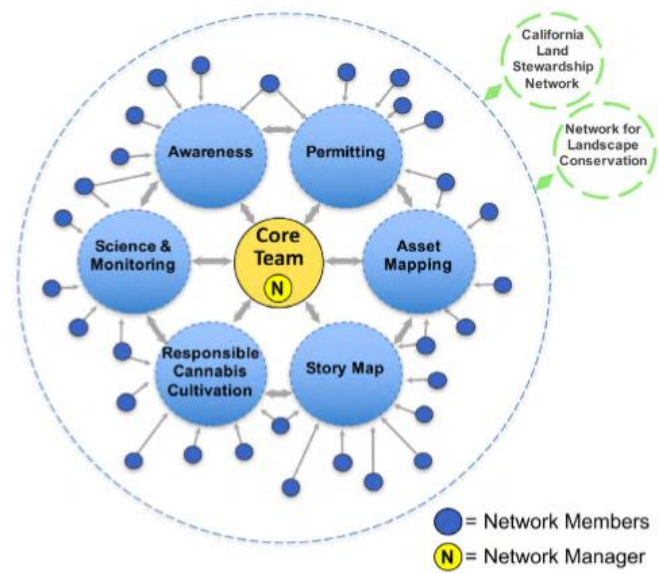 California
Land
Stewardship
Network
Network for
Landscape
Conservation
Awareness
Permitting
Science &
Monitoring
Core
Team
N
Asset
Mapping
Responsible
Cannabis
Cultivation
Story Map
= Network Members
N = Network Manager